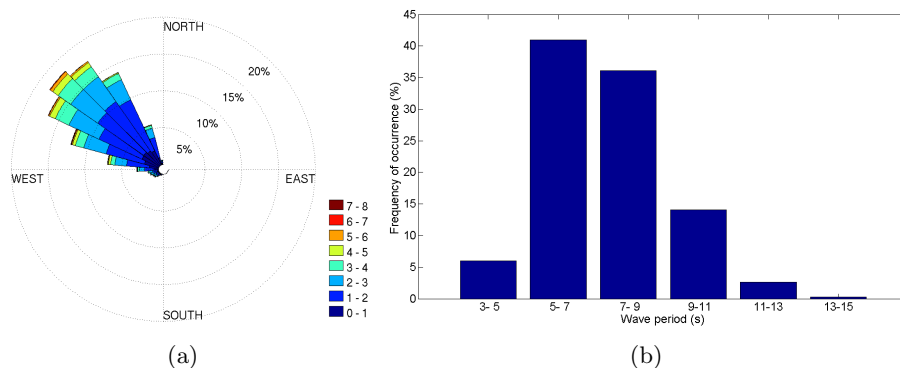 NORTH
20%
15%
10%
5%
WEST
EAST
SOUTH
7 - 8
6 - 7
5 - 6
4 - 5
3 - 4
2 - 3
1 - 2
0 - 1
(a)
45
40
35
30
25
20
15
10
5
0
Frequency of occurrence (%)
3- 5 5- 7 7- 9 9-11 11-13 13-15
Wave period (s)
(b)